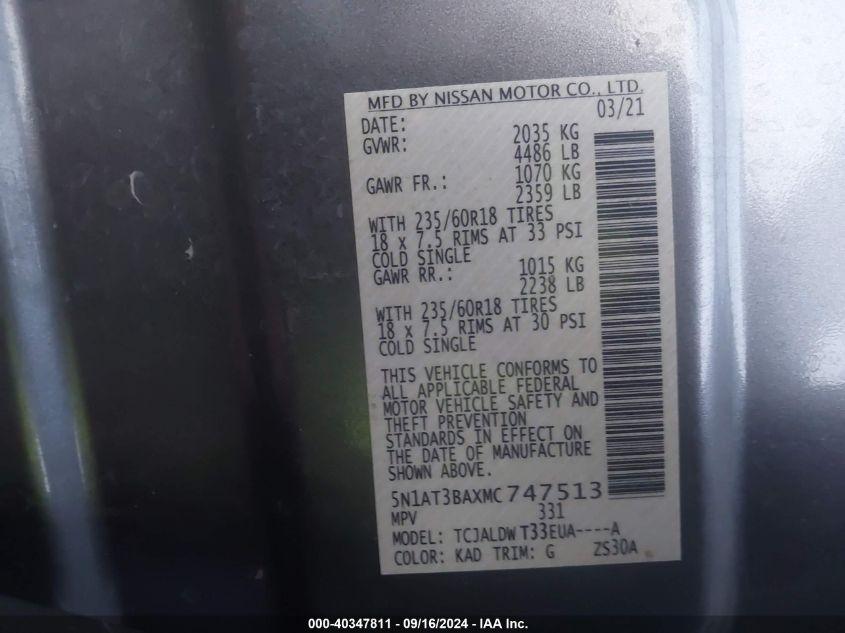 MFD BY NISSAN MOTOR CO., LTD.
DATE: 03/21
GVWR: 2035 KG
4486 LB
GAWR FR.: 1070 KG
2359 LB
WITH 235/60R18 TIRES
18 x 7.5 RIMS AT 33 PSI
COLD SINGLE
GAWR RR.: 1015 KG
2238 LB
WITH 235/60R18 TIRES
18 x 7.5 RIMS AT 30 PSI
COLD SINGLE
THIS VEHICLE CONFORMS TO
ALL APPLICABLE FEDERAL
MOTOR VEHICLE SAFETY AND
THEFT PREVENTION
STANDARDS IN EFFECT ON
THE DATE OF MANUFACTURE
SHOWN ABOVE.
5N1AT3BAXMC747513
MPV 331
MODEL: TCJALDW T33EUA----A
COLOR: KAD TRIM: G ZS30A
000-40347811 - 09/16/2024 - IAA Inc.